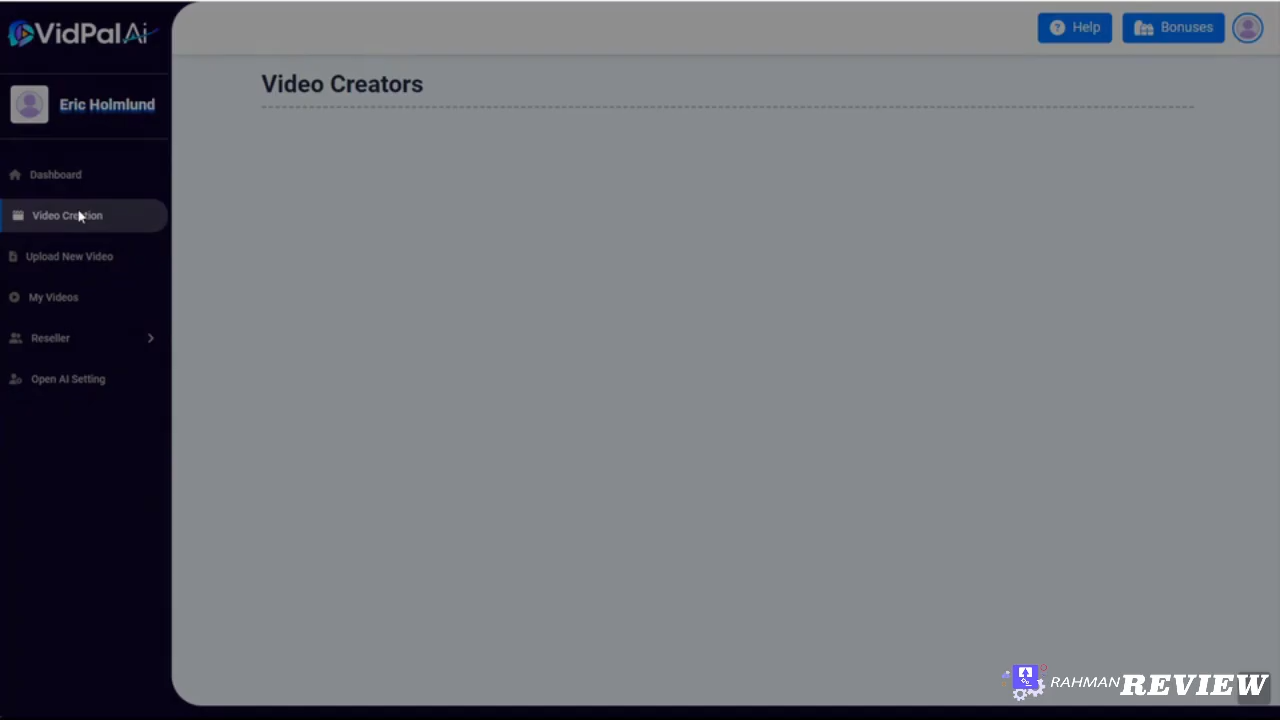 VidPalAi
Help
Bonuses
Eric Holmlund
Video Creators
Dashboard
Video Creation
Upload New Video
My Videos
Reseller
Open AI Setting
RAHMAN REVIEW